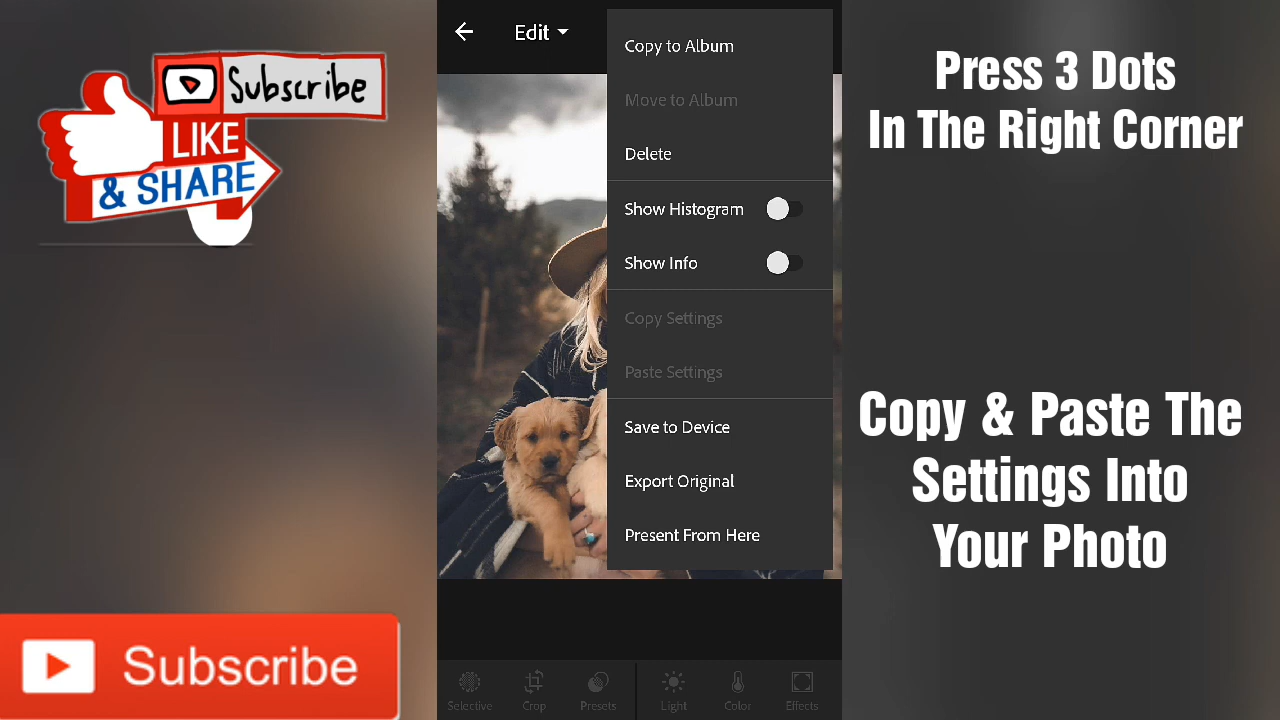 Subscribe
LIKE
& SHARE
Subscribe
Edit
Copy to Album
Move to Album
Delete
Show Histogram
Show Info
Copy Settings
Paste Settings
Save to Device
Export Original
Present From Here
Selective
Crop
Presets
Light
Color
Effects
Press 3 Dots
In The Right Corner
Copy & Paste The
Settings Into
Your Photo